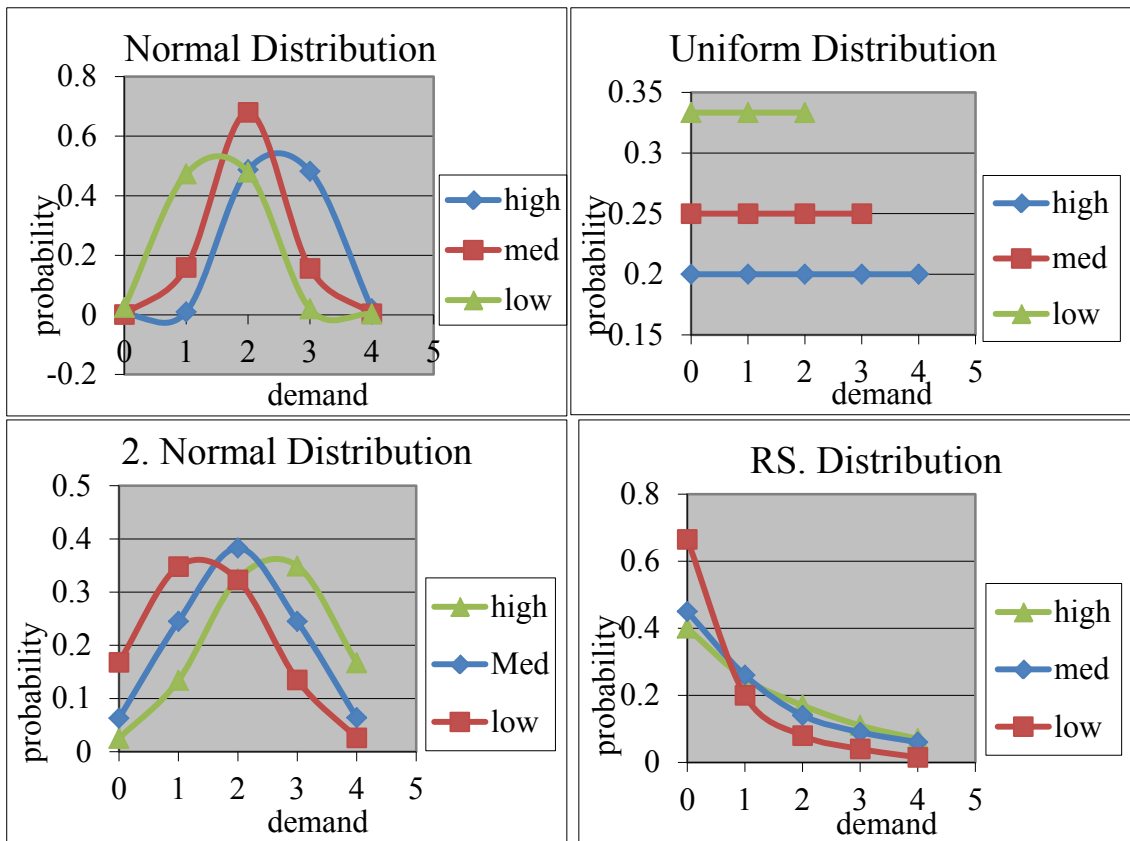 Normal Distribution
0.8
0.6
0.4
0.2
0
-0.2
probability
0 1 2 3 4 5
demand
high
med
low
Uniform Distribution
0.35
0.3
0.25
0.2
0.15
probability
0 1 2 3 4 5
demand
high
med
low
2. Normal Distribution
0.5
0.4
0.3
0.2
0.1
0
probability
0 1 2 3 4 5
demand
high
Med
low
RS. Distribution
0.8
0.6
0.4
0.2
0
probability
0 1 2 3 4 5
demand
high
med
low